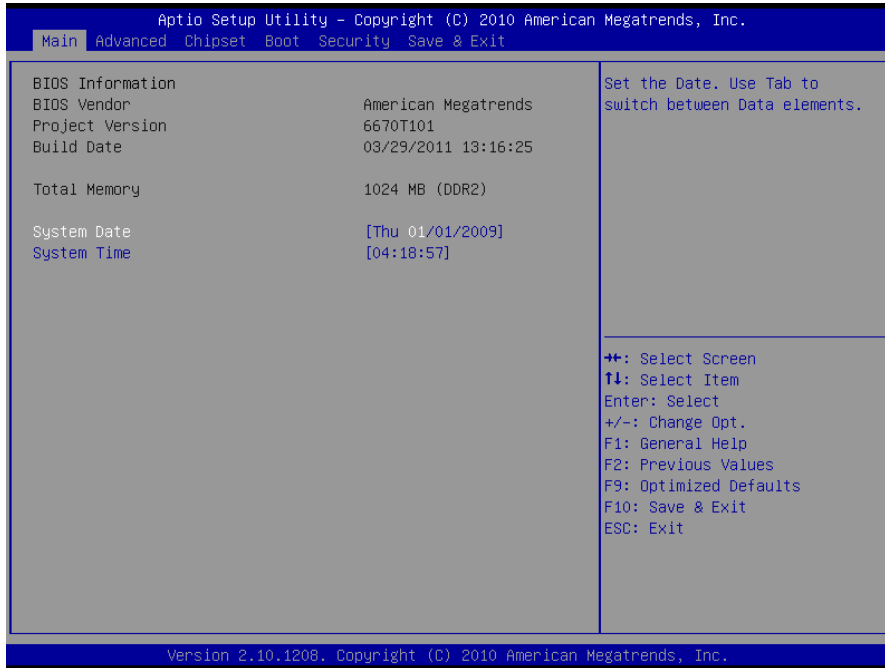 Aptio Setup Utility – Copyright (C) 2010 American Megatrends, Inc.
Main Advanced Chipset Boot Security Save & Exit
BIOS Information
BIOS Vendor American Megatrends
Project Version 6670T101
Build Date 03/29/2011 13:16:25
Total Memory 1024 MB (DDR2)
System Date [Thu 01/01/2009]
System Time [04:18:57]
Set the Date. Use Tab to
switch between Data elements.
→←: Select Screen
↑↓: Select Item
Enter: Select
+/-: Change Opt.
F1: General Help
F2: Previous Values
F9: Optimized Defaults
F10: Save & Exit
ESC: Exit
Version 2.10.1208. Copyright (C) 2010 American Megatrends, Inc.